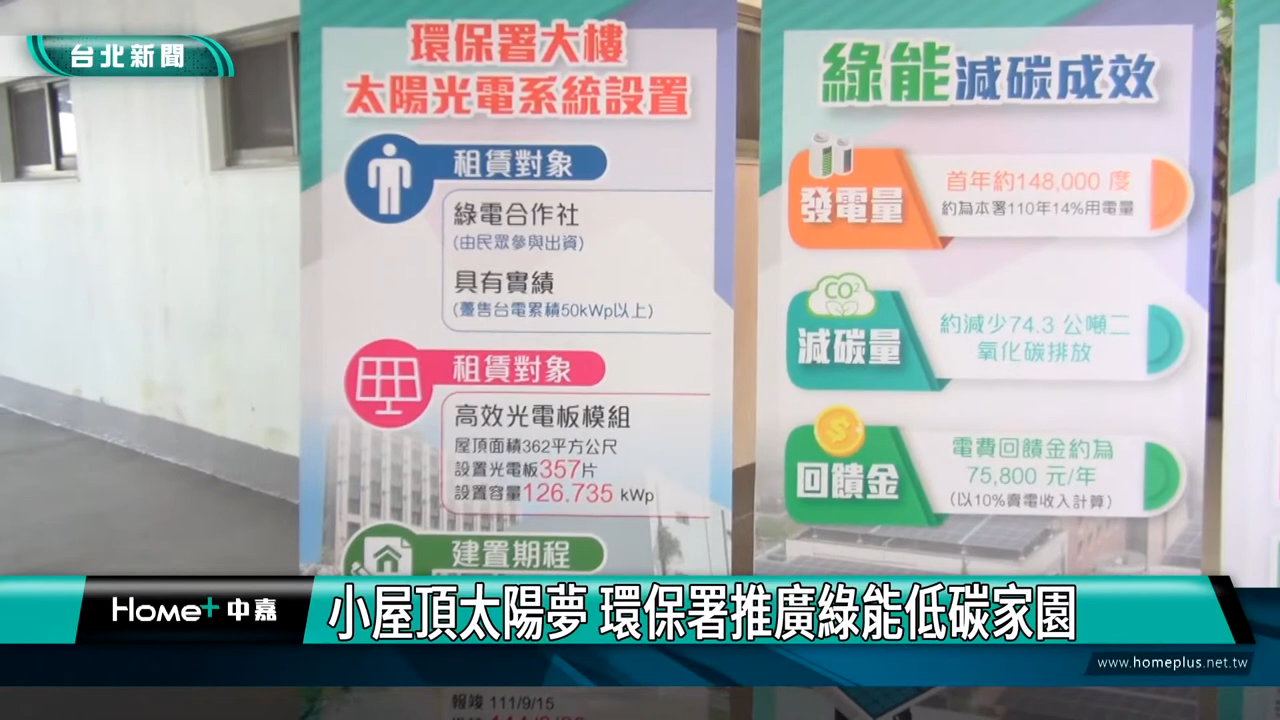 台北新聞
環保署大樓
太陽光電系統設置
租賃對象
綠電合作社
(由民眾參與出資)
具有實績
(躉售台電累積50kWp以上)
租賃對象
高效光電板模組
屋頂面積362平方公尺
設置光電板357片
設置容量126.735 kWp
建置期程
報竣 111/9/15
綠能減碳成效
發電量
首年約148,000 度
約為本署110年14%用電量
CO2
減碳量
約減少74.3 公噸二
氧化碳排放
回饋金
電費回饋金約為
75,800 元/年
(以10%賣電收入計算)
Home+ 中嘉
小屋頂太陽夢 環保署推廣綠能低碳家園
www.homeplus.net.tw